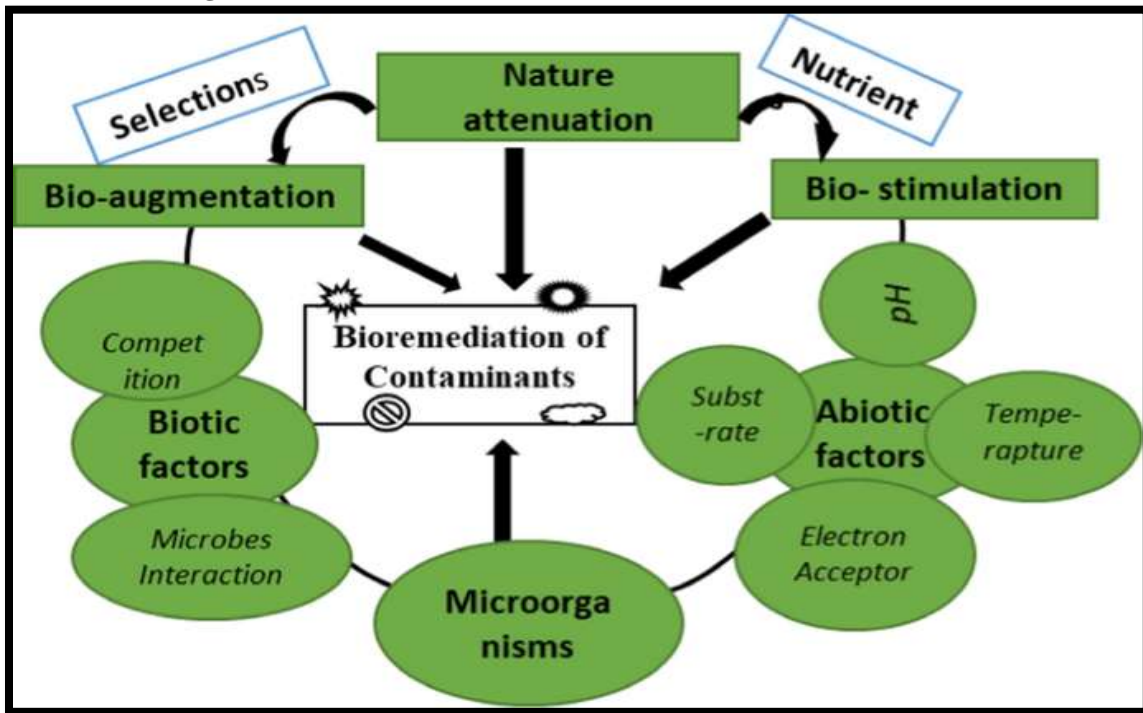 Selections
Nature
attenuation
Nutrient
s
Bio-augmentation
Bio- stimulation
Compet
ition
Biotic
factors
Microbes
Interaction
Bioremediation of
Contaminants
Microorga
nisms
pH
Subst
-rate
Abiotic
factors
Tempe-
rapture
Electron
Acceptor